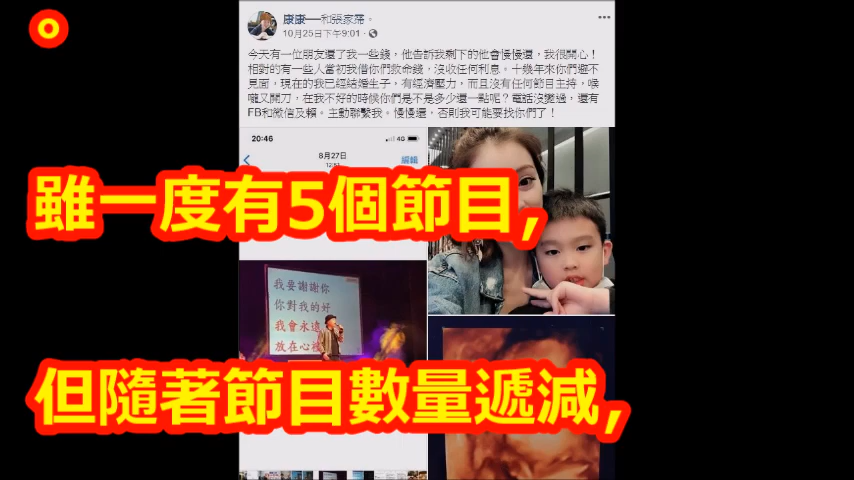 康康──和張家霈。
10月25日下午9:01 ·
今天有一位朋友還了我一些錢，他告訴我剩下的他會慢慢還，我很開心！
相對的有一些人當初我借你們救命錢，沒收任何利息。十幾年來你們避不
見面，現在的我已經結婚生子，有經濟壓力，而且沒有任何節目主持，喉
嚨又開刀，在我不好的時候你們是不是多少還一點呢？電話沒變過，還有
FB和微信及賴。主動聯繫我。慢慢還，否則我可能要找你們了！
20:46
4G
8月27日
編輯
雖一度有5個節目,
我要謝謝你
你對我的好
我會永遠
放在心裡
但隨著節目數量遞減,